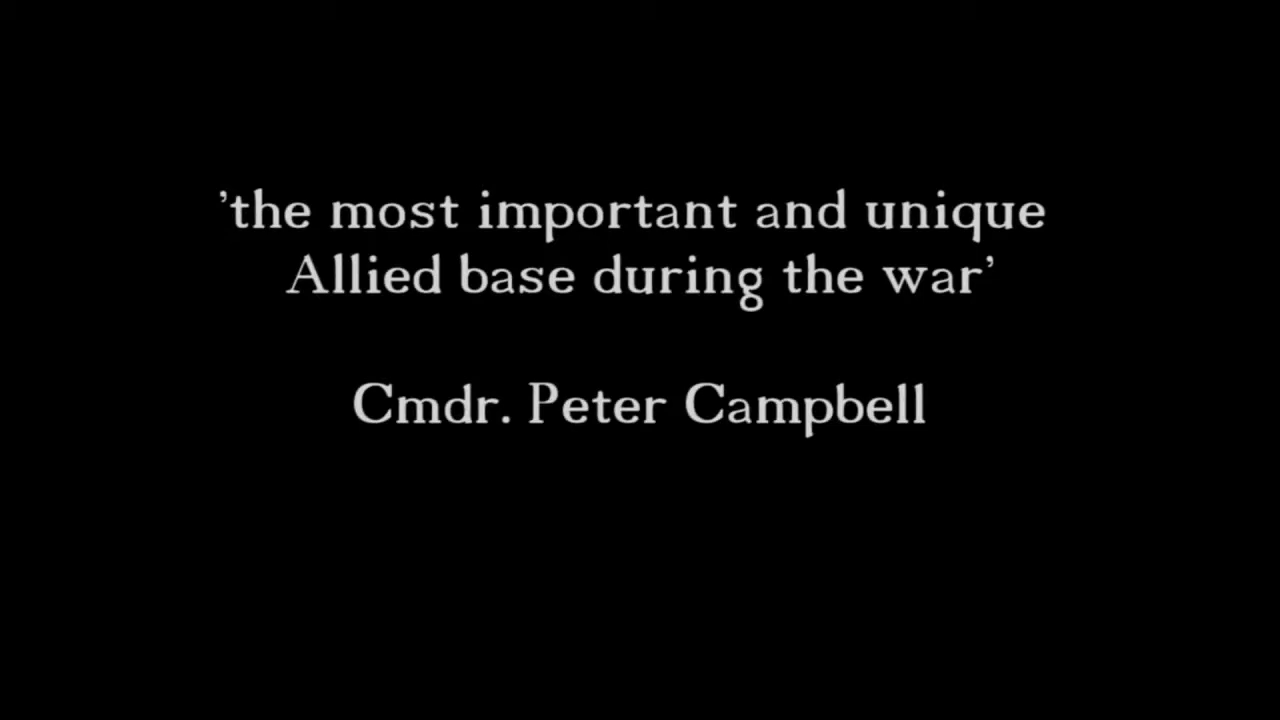 ’the most important and unique
Allied base during the war’
Cmdr. Peter Campbell